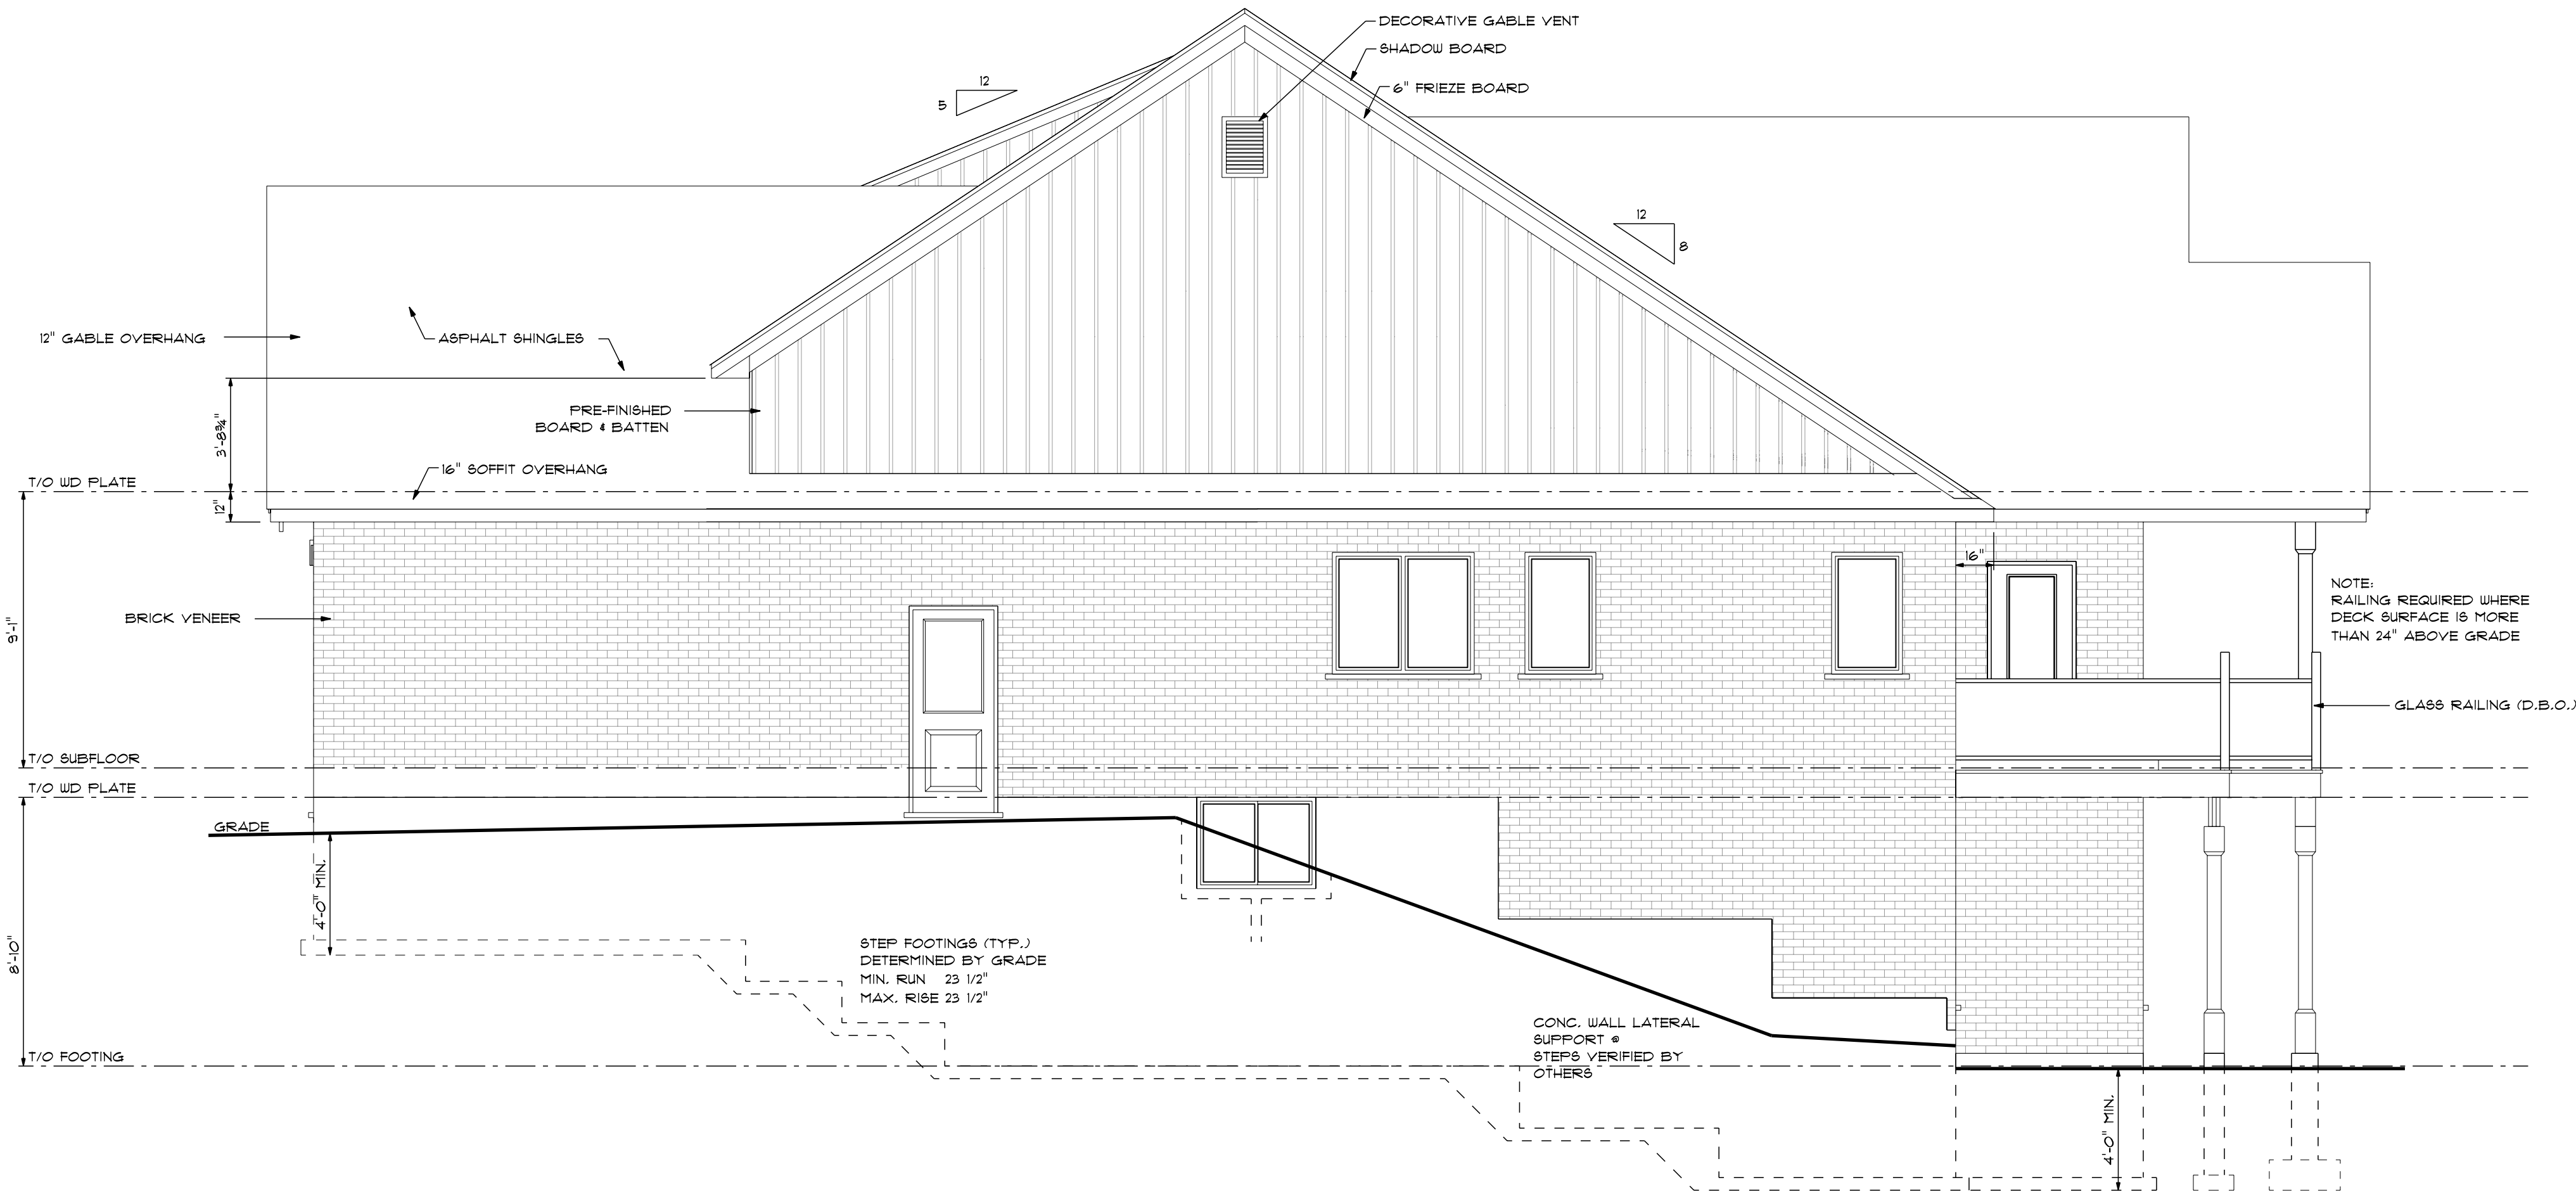 DECORATIVE GABLE VENT
SHADOW BOARD
6" FRIEZE BOARD
12
5
12
8
12" GABLE OVERHANG
ASPHALT SHINGLES
3'-8¾"
PRE-FINISHED
BOARD & BATTEN
16" SOFFIT OVERHANG
T/O WD PLATE
12"
16"
NOTE:
RAILING REQUIRED WHERE
DECK SURFACE IS MORE
THAN 24" ABOVE GRADE
BRICK VENEER
9'-1"
GLASS RAILING (D.B.O.)
T/O SUBFLOOR
T/O WD PLATE
GRADE
4'-0" MIN.
8'-10"
STEP FOOTINGS (TYP.)
DETERMINED BY GRADE
MIN. RUN 23 1/2"
MAX. RISE 23 1/2"
CONC. WALL LATERAL
SUPPORT @
STEPS VERIFIED BY
OTHERS
T/O FOOTING
4'-0" MIN.